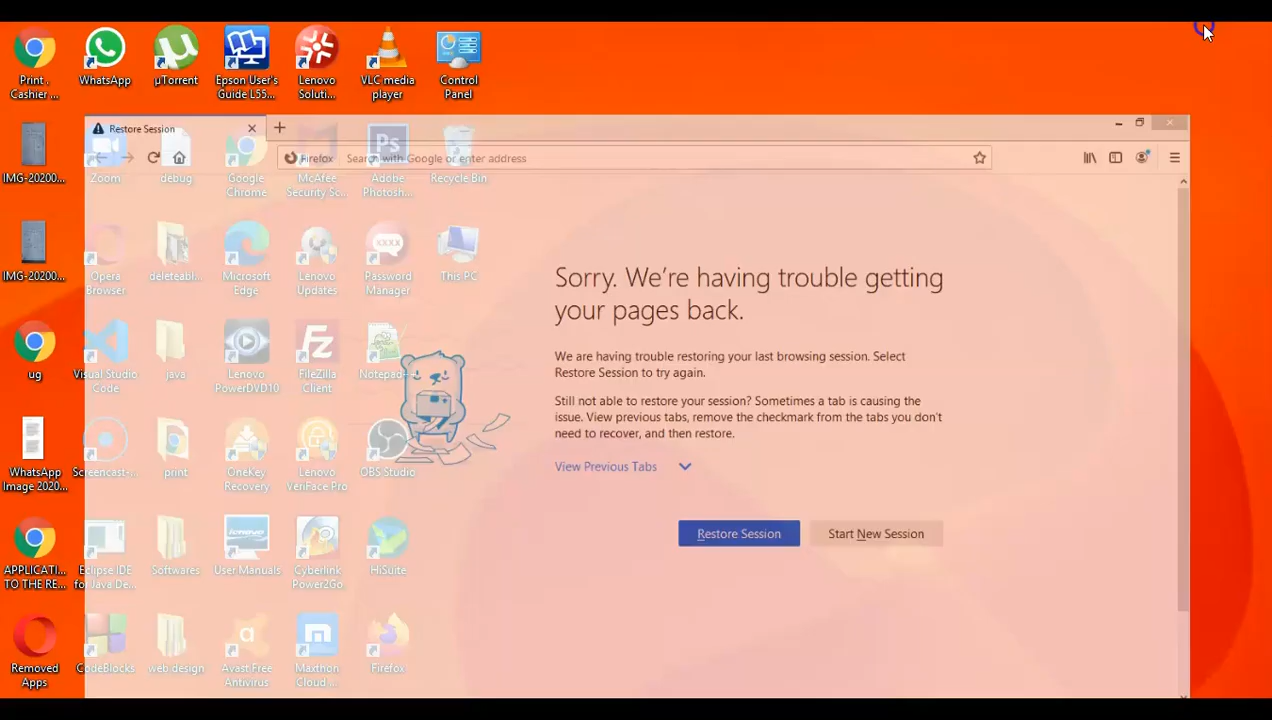 Print ,
Cashier ...
WhatsApp
µTorrent
Epson User's
Guide L55...
Lenovo
Soluti...
VLC media
player
Control
Panel
IMG-20200...
Restore Session
Zoom
debug
Google
Chrome
McAfee
Security Sc...
Ps
Adobe
Photosh...
Recycle Bin
Firefox
Search with Google or enter address
IMG-20200...
Opera
Browser
deleteabl...
Microsoft
Edge
Lenovo
Updates
XXXX
Password
Manager
This PC
Sorry. We're having trouble getting
your pages back.
We are having trouble restoring your last browsing session. Select
Restore Session to try again.
Still not able to restore your session? Sometimes a tab is causing the
issue. View previous tabs, remove the checkmark from the tabs you don't
need to recover, and then restore.
View Previous Tabs
Restore Session
Start New Session
ug
Visual Studio
Code
java
Lenovo
PowerDVD10
FileZilla
Client
WhatsApp
Image 2020...
Screencast-...
print
OneKey
Recovery
Lenovo
VeriFace Pro
OBS Studio
APPLICATI...
TO THE RE...
Eclipse IDE
for Java De...
Softwares
lenovo
User Manuals
Cyberlink
Power2Go
HiSuite
Removed
Apps
CodeBlocks
web design
Avast Free
Antivirus
Maxthon
Cloud...
Firefox